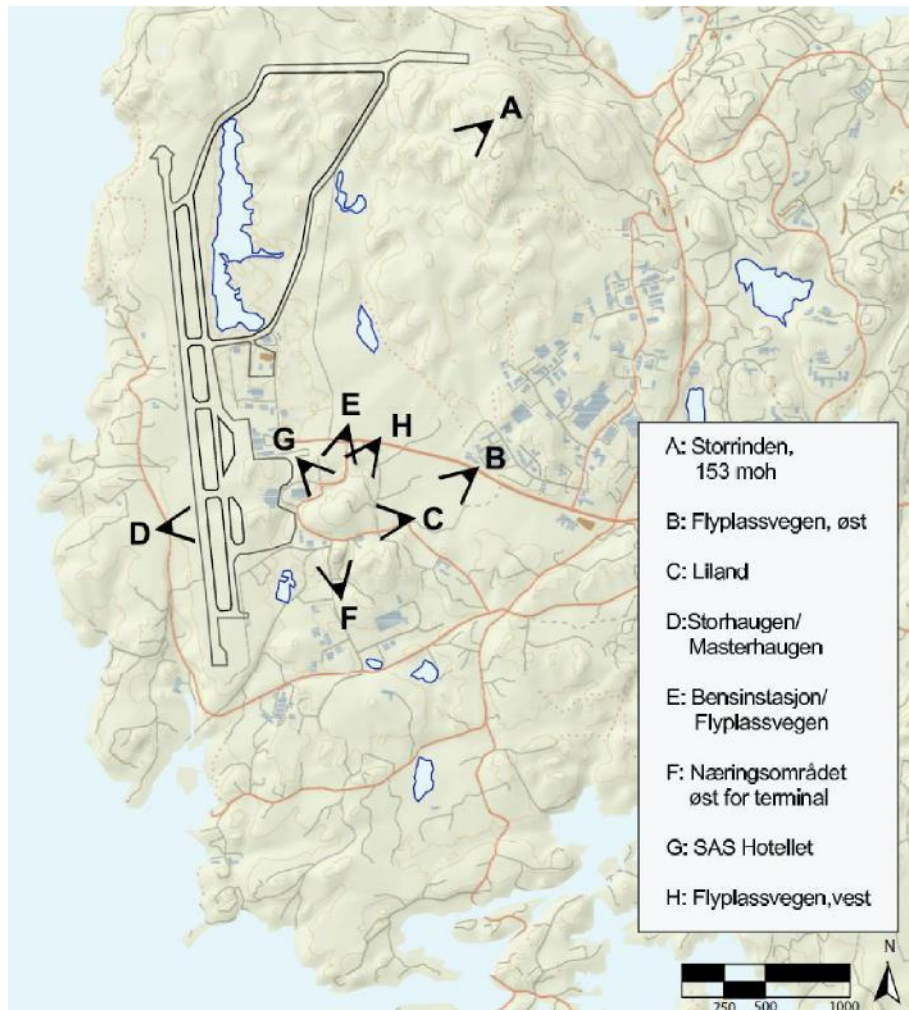 A
E
H
G
B
D
C
F
A: Storrinden,
153 moh
B: Flyplassvegen, øst
C: Liland
D:Storhaugen/
Masterhaugen
E: Bensinstasjon/
Flyplassvegen
F: Næringsområdet
øst for terminal
G: SAS Hotellet
H: Flyplassvegen,vest
N
250 500 1000